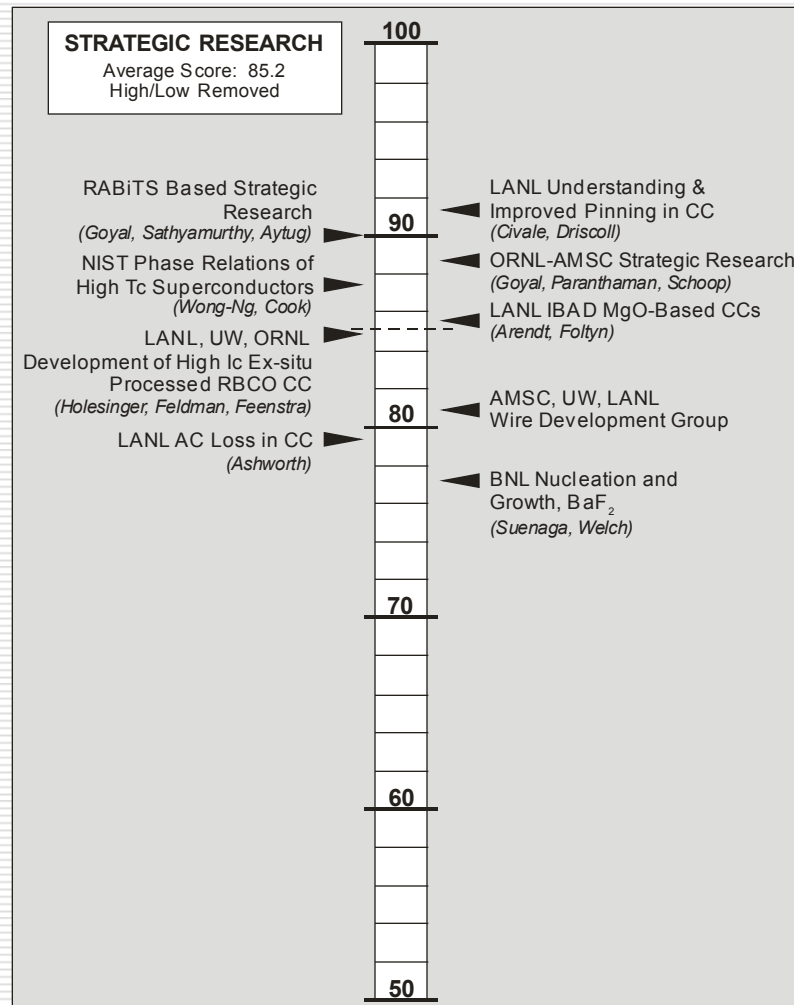 STRATEGIC RESEARCH
Average Score: 85.2
High/Low Removed
100
90
80
70
60
50
RABiTS Based Strategic
Research
(Goyal, Sathyamurthy, Aytug)
NIST Phase Relations of
High Tc Superconductors
(Wong-Ng, Cook)
LANL, UW, ORNL
Development of High Ic Ex-situ
Processed RBCO CC
(Holesinger, Feldman, Feenstra)
LANL AC Loss in CC
(Ashworth)
LANL Understanding &
Improved Pinning in CC
(Civale, Driscoll)
ORNL-AMSC Strategic Research
(Goyal, Paranthaman, Schoop)
LANL IBAD MgO-Based CCs
(Arendt, Foltyn)
AMSC, UW, LANL
Wire Development Group
BNL Nucleation and
Growth, BaF₂
(Suenaga, Welch)